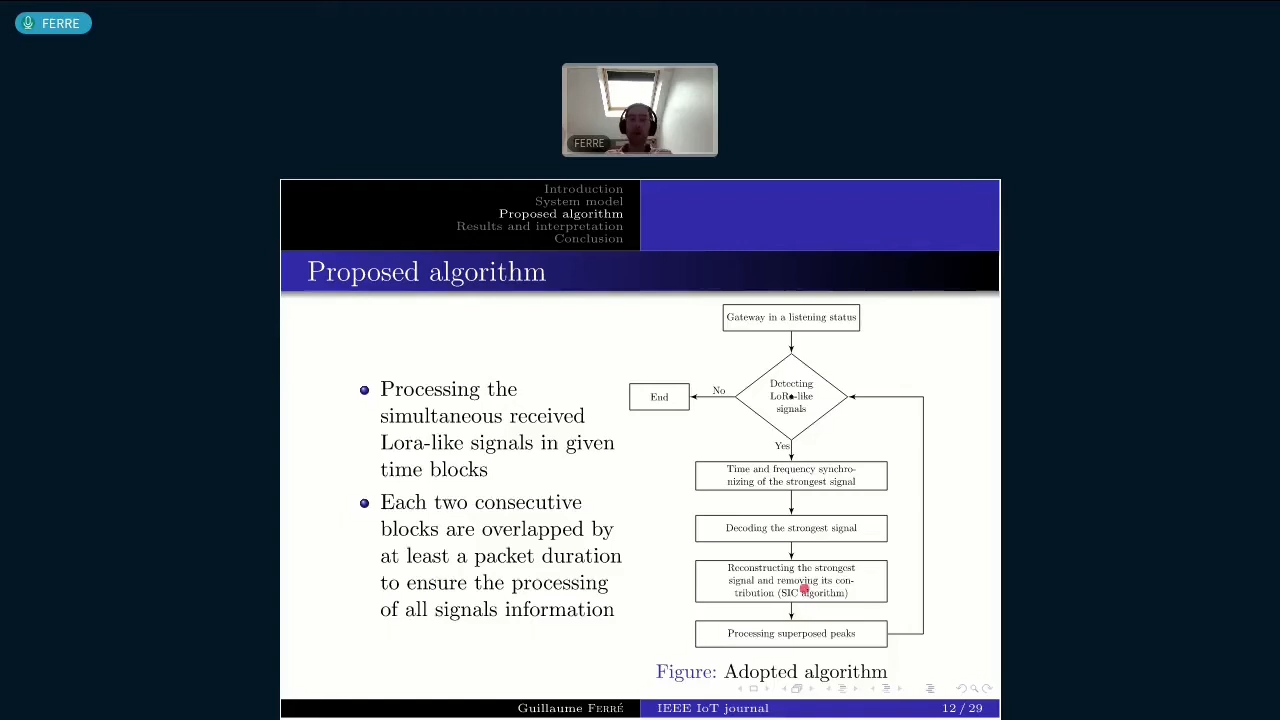 FERRE
FERRE
Introduction
System model
Proposed algorithm
Results and interpretation
Conclusion
Proposed algorithm
Processing the
simultaneous received
Lora-like signals in given
time blocks
Each two consecutive
blocks are overlapped by
at least a packet duration
to ensure the processing
of all signals information
Gateway in a listening status
Detecting
LoRa-like
signals
No
End
Yes
Time and frequency synchro-
nizing of the strongest signal
Decoding the strongest signal
Reconstructing the strongest
signal and removing its con-
tribution (SIC algorithm)
Processing superposed peaks
Figure: Adopted algorithm
Guillaume FERRÉ
IEEE IoT journal
12 / 29